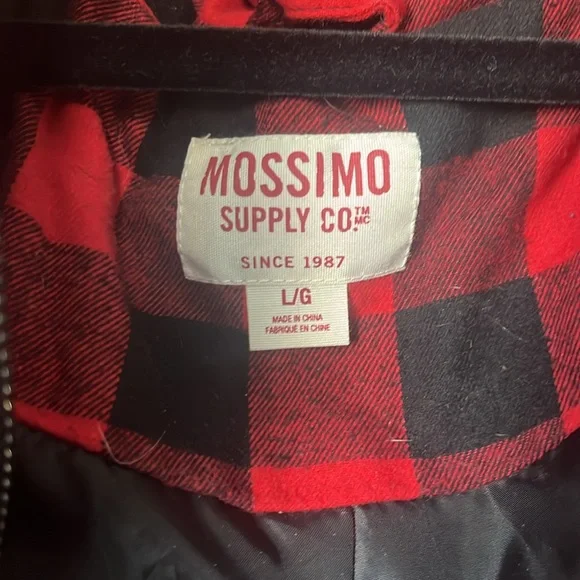 MOSSIMO
SUPPLY CO.™ MC
SINCE 1987
L/G
MADE IN CHINA
FABRIQUÉ EN CHINE